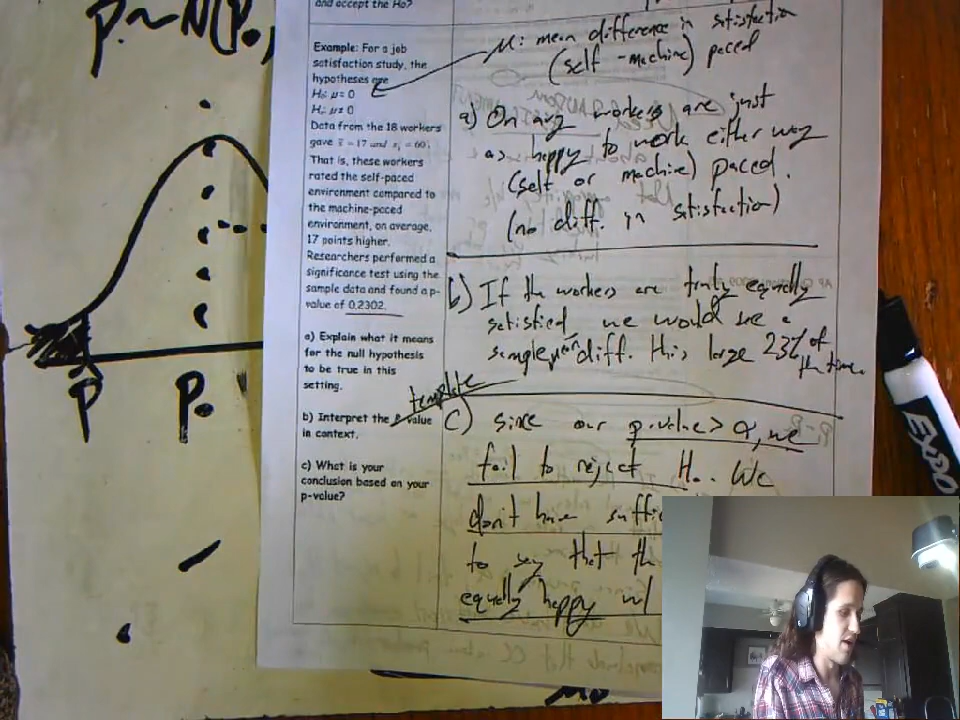 p̂ ~ N(p₀,
and accept the Ho?
Example: For a job
satisfaction study, the
hypotheses are
H₀: μ = 0
Hₐ: μ ≠ 0
Data from the 18 workers
gave x̄ = 17 and sₓ = 60.
That is, these workers
rated the self-paced
environment compared to
the machine-paced
environment, on average,
17 points higher.
Researchers performed a
significance test using the
sample data and found a p-
value of 0.2302.
a) Explain what it means
for the null hypothesis
to be true in this
setting.
b) Interpret the p value
in context.
c) What is your
conclusion based on your
p-value?
μ: mean difference in satisfaction
(self - machine) paced
a) On avg workers are just
as happy to work either way
(self or machine) paced.
(no diff. in satisfaction)
b) If the workers are truly equally
satisfied, we would see a
sample mean diff. this large 23% of
the time.
template
c) since our p-value > α, we
fail to reject H₀. We
don't have suffic
to say that th
equally happy w/
p̂
p₀
EXPO